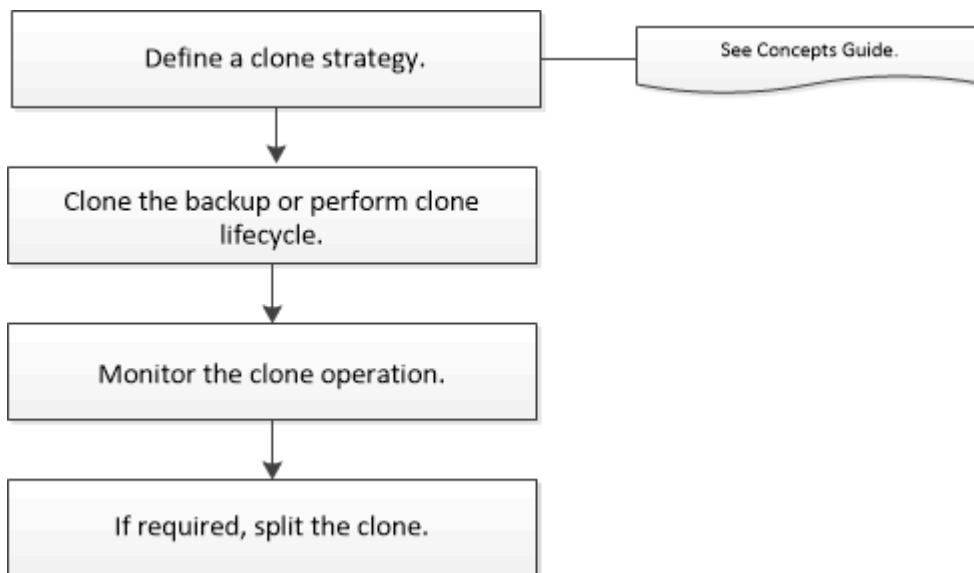 Define a clone strategy.
See Concepts Guide.
Clone the backup or perform clone
lifecycle.
Monitor the clone operation.
If required, split the clone.